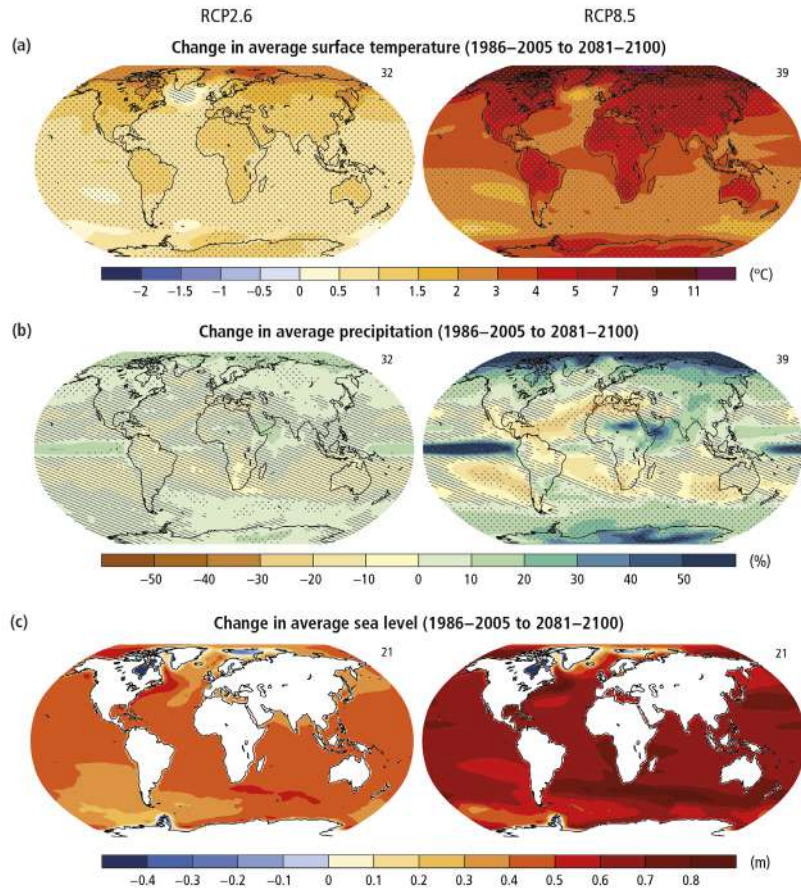 RCP2.6 RCP8.5
(a) Change in average surface temperature (1986–2005 to 2081–2100)
32 39
−2 −1.5 −1 −0.5 0 0.5 1 1.5 2 3 4 5 7 9 11 (°C)
(b) Change in average precipitation (1986–2005 to 2081–2100)
32 39
−50 −40 −30 −20 −10 0 10 20 30 40 50 (%)
(c) Change in average sea level (1986–2005 to 2081–2100)
21 21
−0.4 −0.3 −0.2 −0.1 0 0.1 0.2 0.3 0.4 0.5 0.6 0.7 0.8 (m)